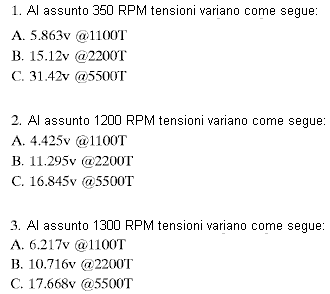 1. Al assunto 350 RPM tensioni variano come segue:
A. 5.863v @1100T
B. 15.12v @2200T
C. 31.42v @5500T
2. Al assunto 1200 RPM tensioni variano come segue:
A. 4.425v @1100T
B. 11.295v @2200T
C. 16.845v @5500T
3. Al assunto 1300 RPM tensioni variano come segue:
A. 6.217v @1100T
B. 10.716v @2200T
C. 17.668v @5500T